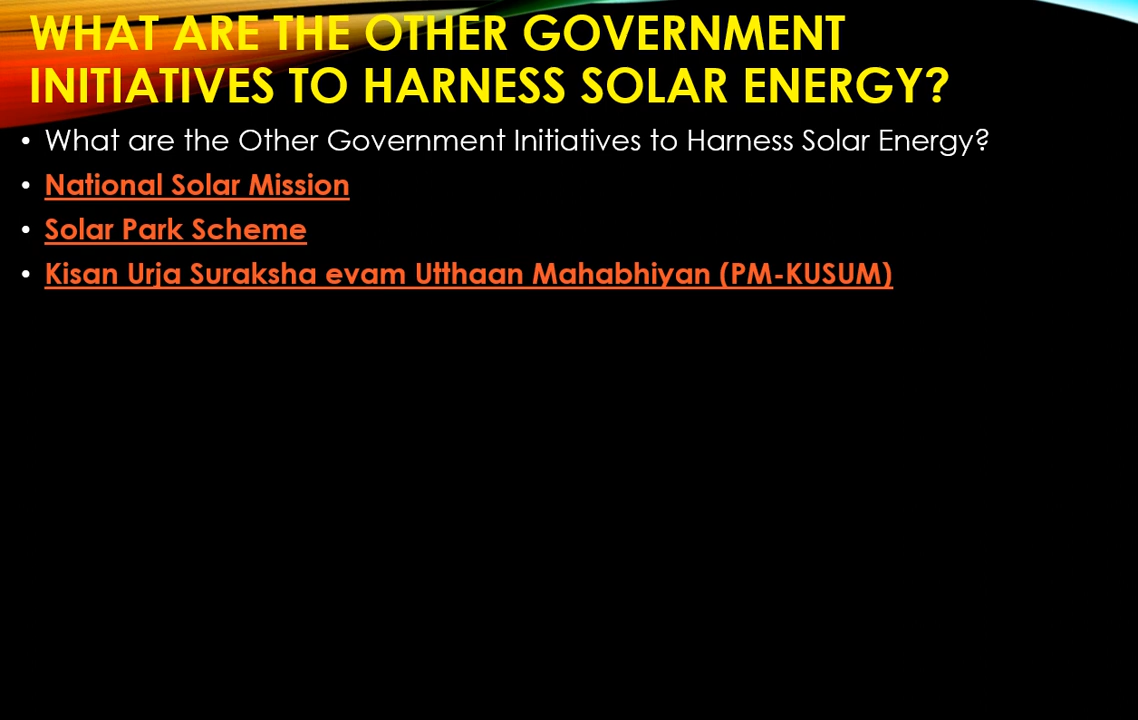 WHAT ARE THE OTHER GOVERNMENT
INITIATIVES TO HARNESS SOLAR ENERGY?
• What are the Other Government Initiatives to Harness Solar Energy?
• National Solar Mission
• Solar Park Scheme
• Kisan Urja Suraksha evam Utthaan Mahabhiyan (PM-KUSUM)